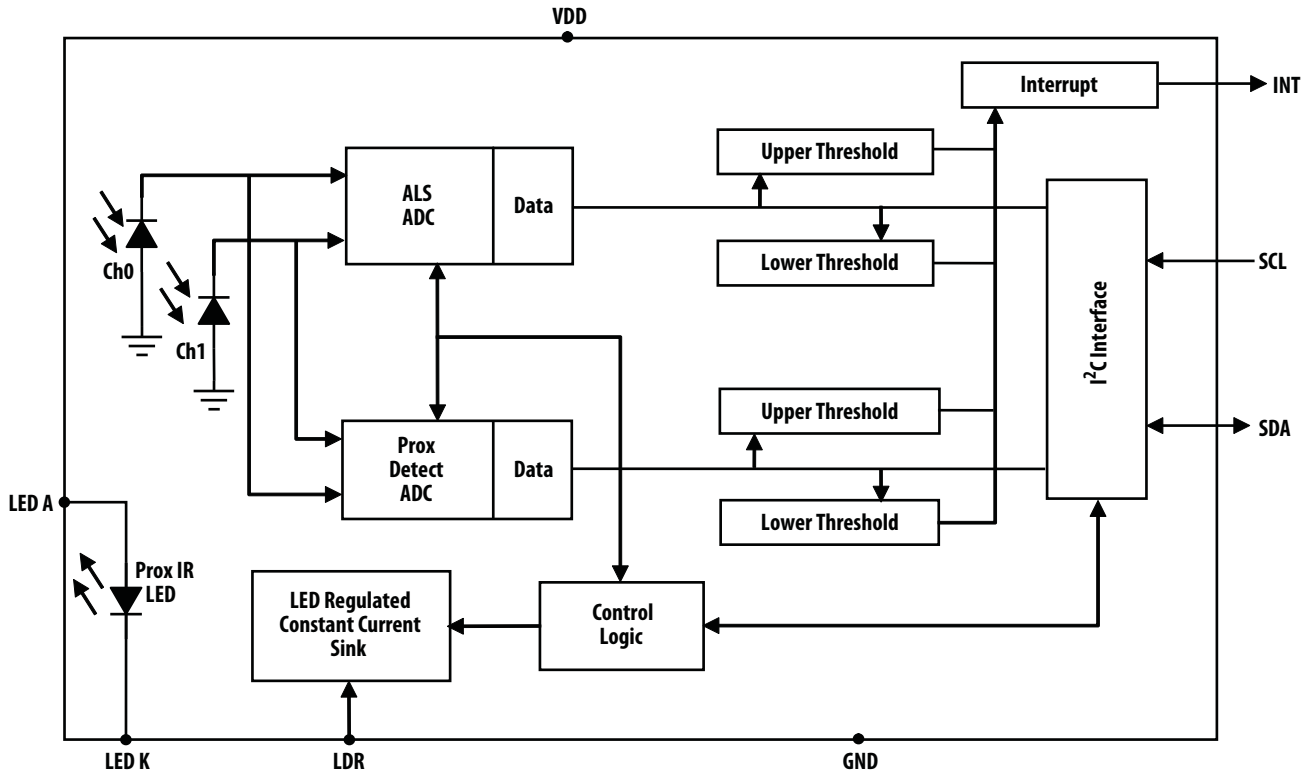 VDD
Interrupt
INT
Upper Threshold
ALS
ADC
Data
Lower Threshold
Ch0
SCL
Ch1
I²C Interface
Upper Threshold
SDA
Prox
Detect
ADC
Data
LED A
Lower Threshold
Prox IR
LED
LED Regulated
Constant Current
Sink
Control
Logic
LED K
LDR
GND